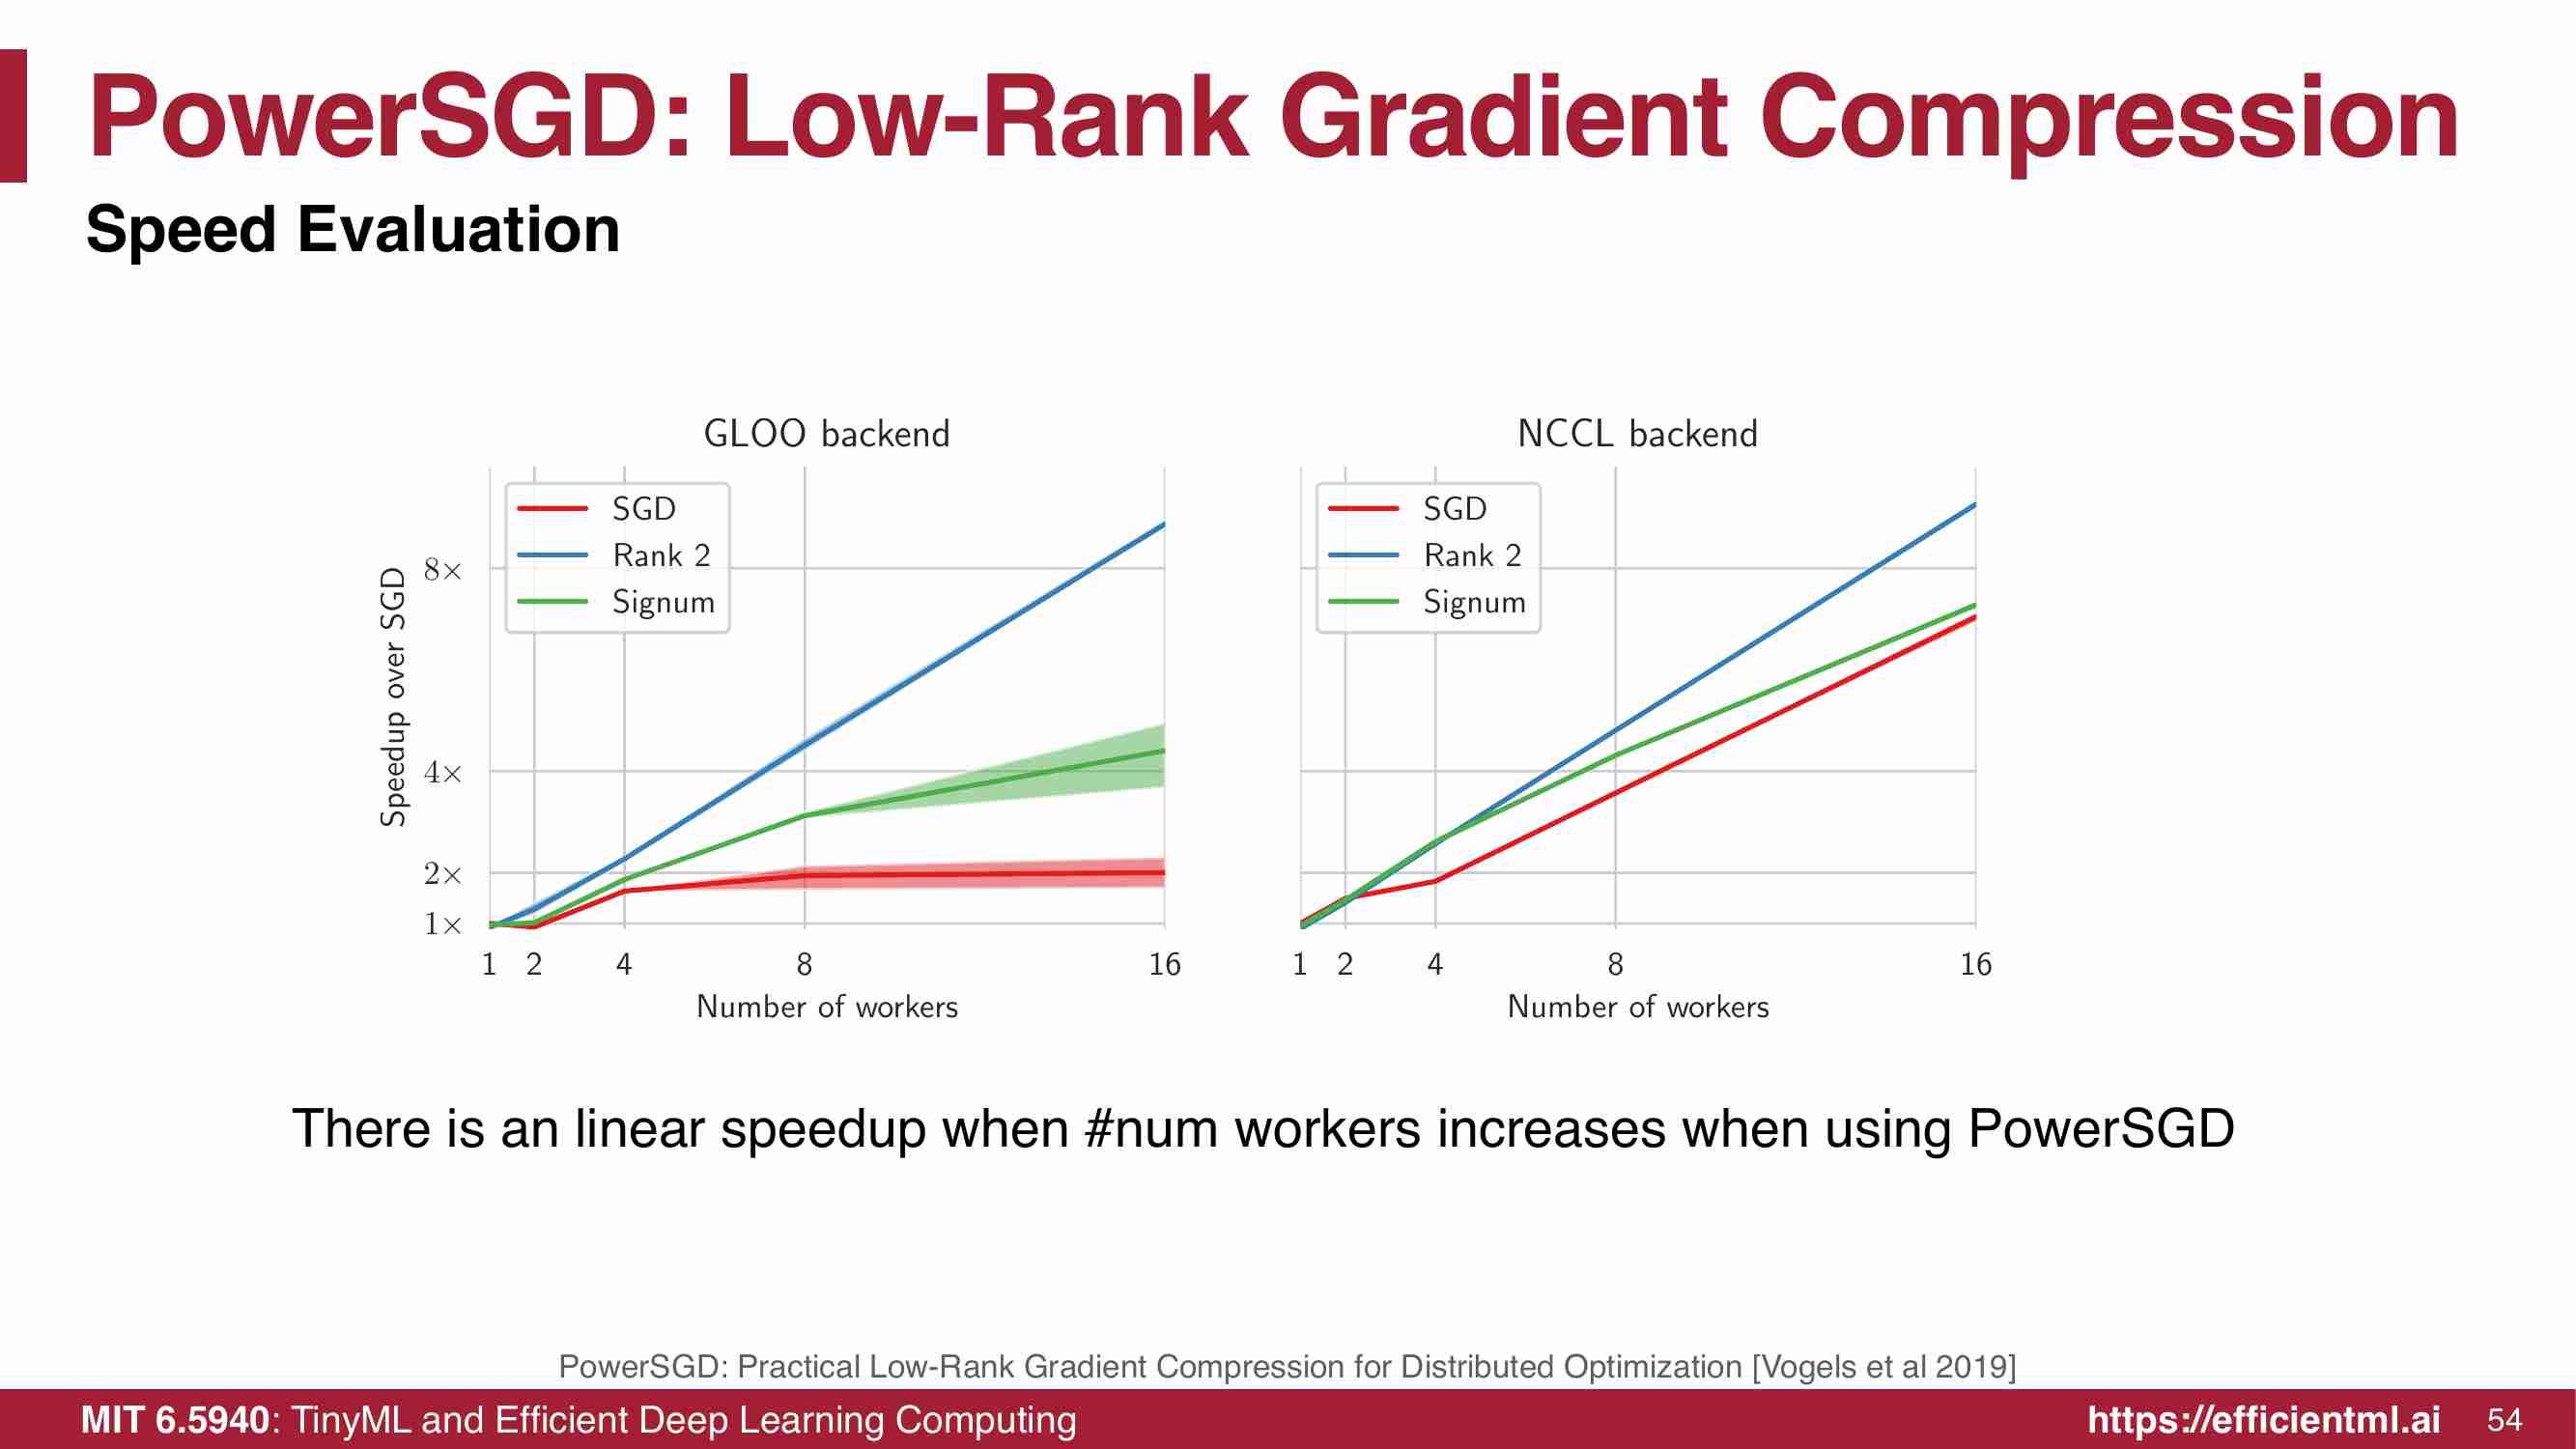 PowerSGD: Low-Rank Gradient Compression
Speed Evaluation
GLOO backend
SGD
Rank 2
Signum
Speedup over SGD
8×
4×
2×
1×
1 2 4 8 16
Number of workers
NCCL backend
SGD
Rank 2
Signum
1 2 4 8 16
Number of workers
There is an linear speedup when #num workers increases when using PowerSGD
PowerSGD: Practical Low-Rank Gradient Compression for Distributed Optimization [Vogels et al 2019]
MIT 6.5940: TinyML and Efficient Deep Learning Computing
https://efficientml.ai 54